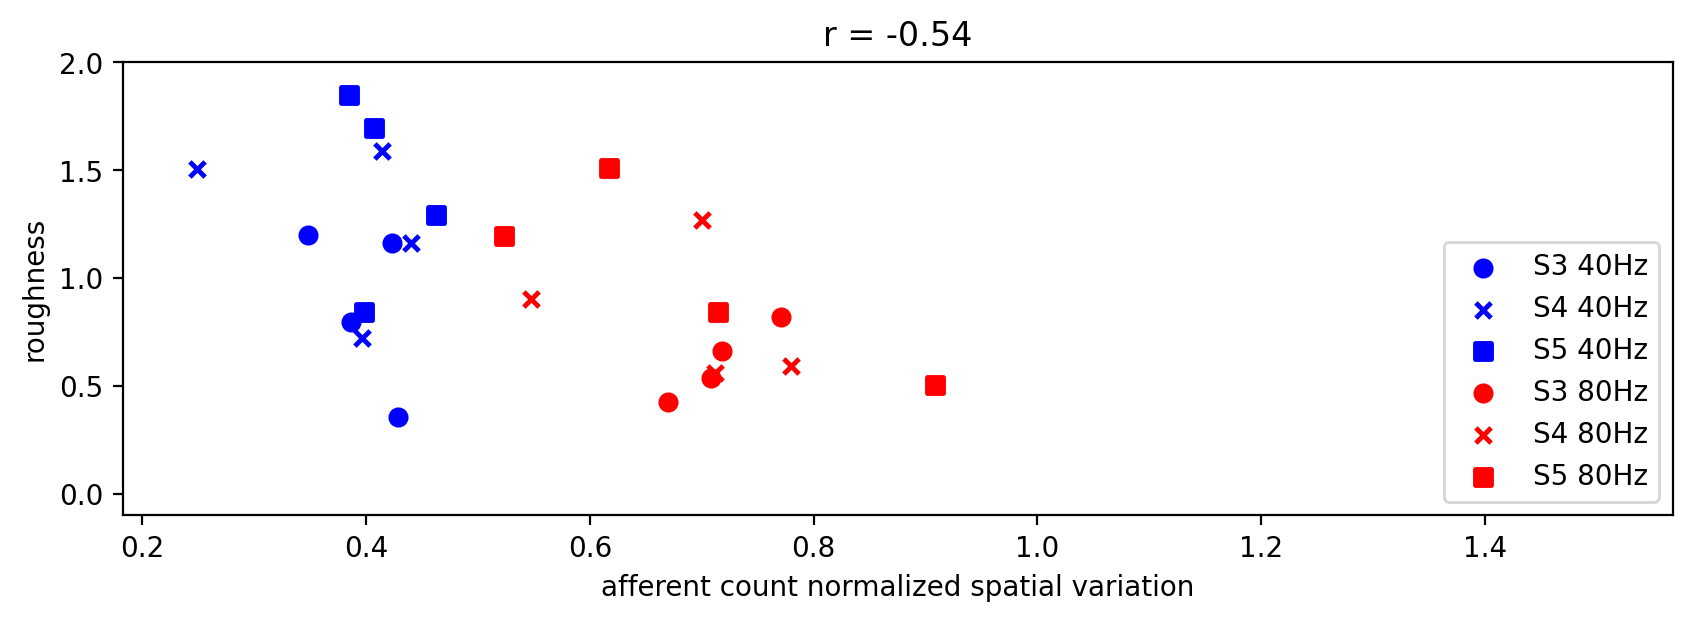 r = -0.54
2.0
1.5
1.0
0.5
0.0
roughness
S3 40Hz
S4 40Hz
S5 40Hz
S3 80Hz
S4 80Hz
S5 80Hz
0.2 0.4 0.6 0.8 1.0 1.2 1.4
afferent count normalized spatial variation